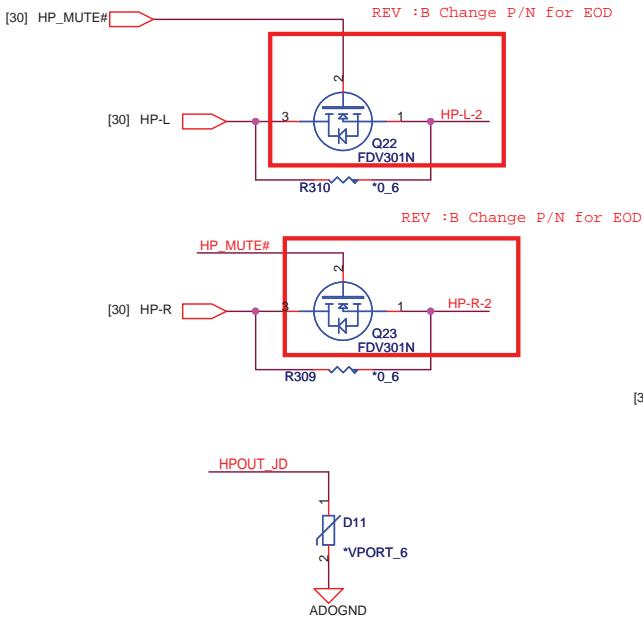 REV :B Change P/N for EOD
[30] HP_MUTE#
2
[30] HP-L
3
1
HP-L-2
Q22
FDV301N
R310
*0_6
REV :B Change P/N for EOD
HP_MUTE#
2
[30] HP-R
3
1
HP-R-2
Q23
FDV301N
R309
*0_6
[3
HPOUT_JD
1
D11
*VPORT_6
2
ADOGND